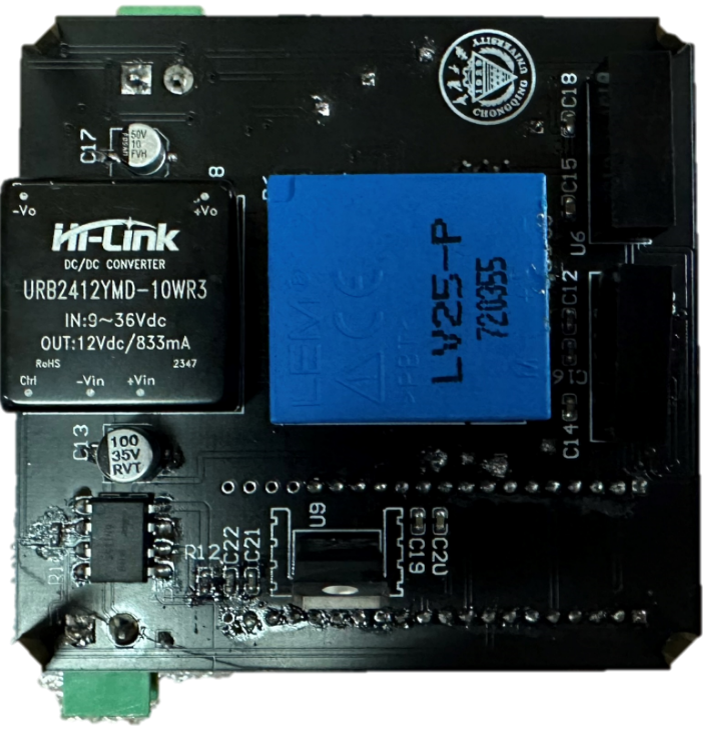 CHONGQING UNIVERSITY
C18
C17
50V
10
FVH
C15
-Vo
+Vo
8
Hi-Link
DC/DC CONVERTER
URB2412YMD-10WR3
IN:9~36Vdc
OUT:12Vdc/833mA
RoHS 2347
Ctrl -Vin +Vin
LEM
CE
LV25-P
720355
U6
C12
C14
C13
100
35V
RVT
U9
R12
C22
C21
C19
C20